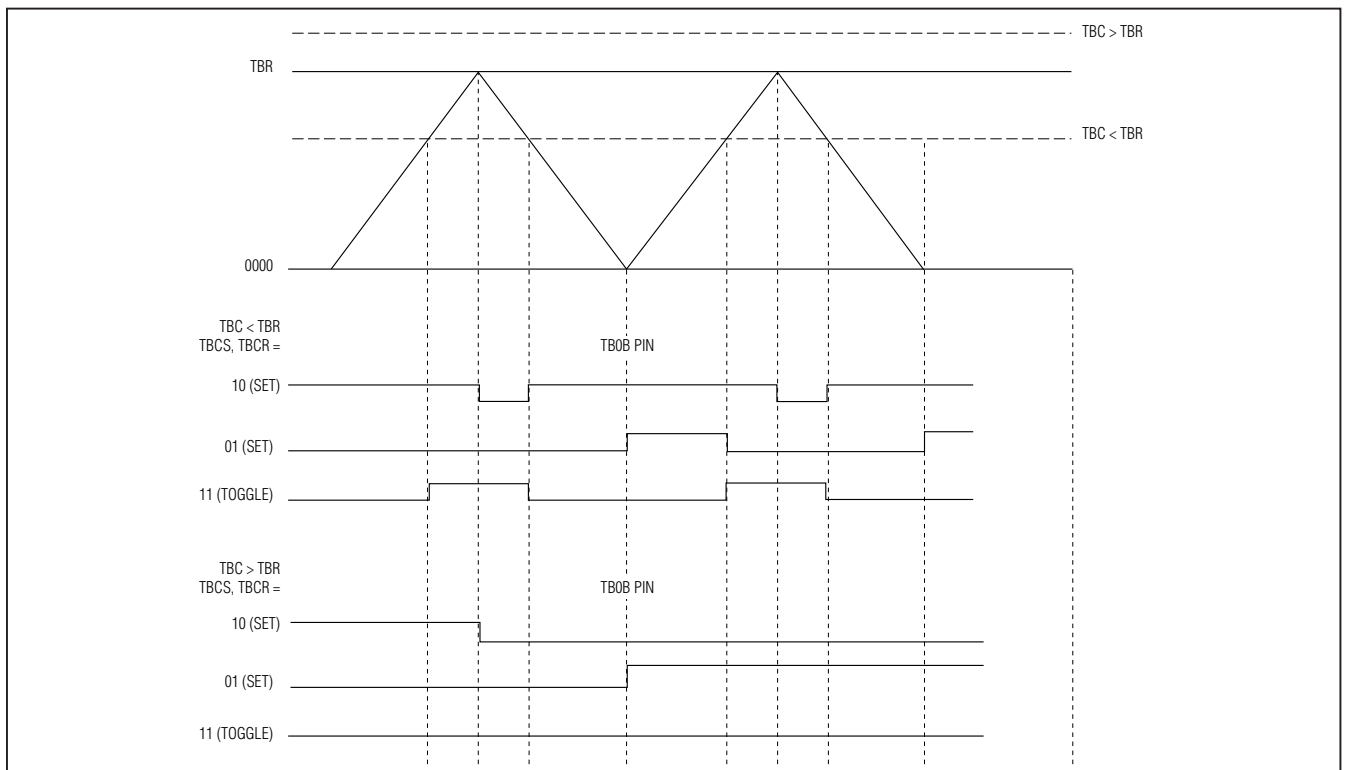 TBC > TBR
TBR
TBC < TBR
0000
TBC < TBR
TBCS, TBCR =
TB0B PIN
10 (SET)
01 (SET)
11 (TOGGLE)
TBC > TBR
TBCS, TBCR =
TB0B PIN
10 (SET)
01 (SET)
11 (TOGGLE)